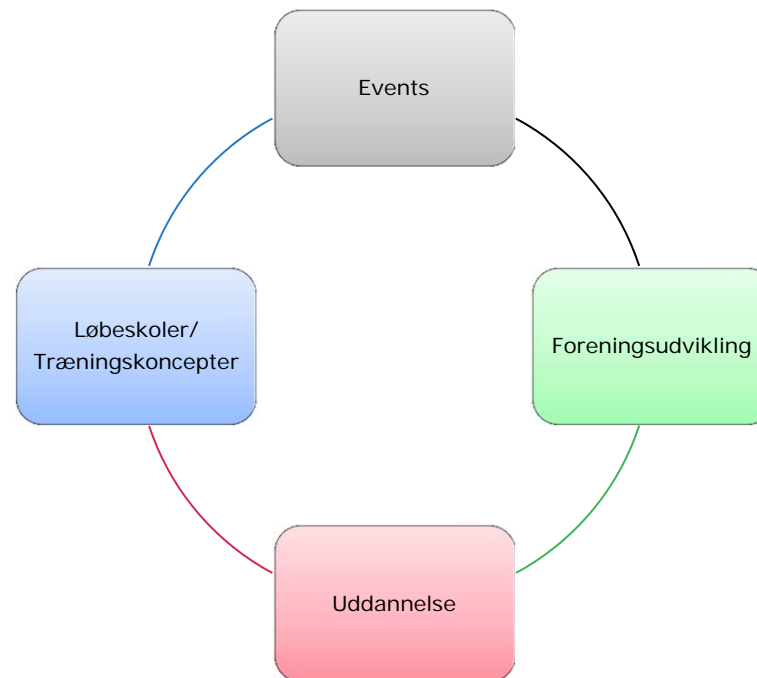 Events
Løbeskoler/
Træningskoncepter
Foreningsudvikling
Uddannelse